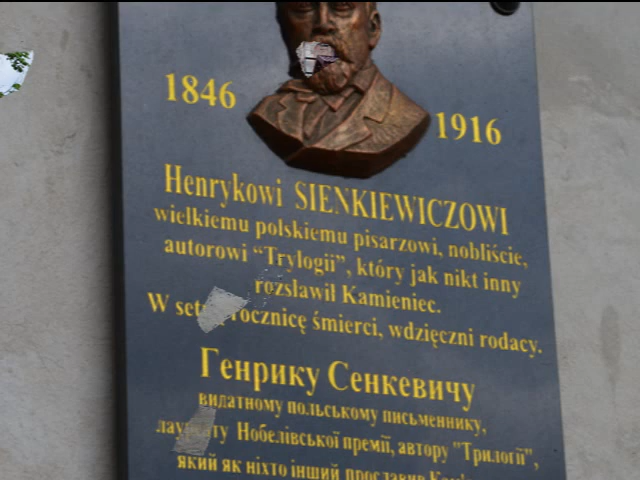 1846
1916
Henrykowi SIENKIEWICZOWI
wielkiemu polskiemu pisarzowi, nobliście,
autorowi "Trylogii", który jak nikt inny
rozsławił Kamieniec.
W rocznicę śmierci, wdzięczni rodacy.
Генрику Сенкевичу
видатному польському письменнику,
Нобелівської премії, автору "Трилогії",
який як ніхто інший прославив